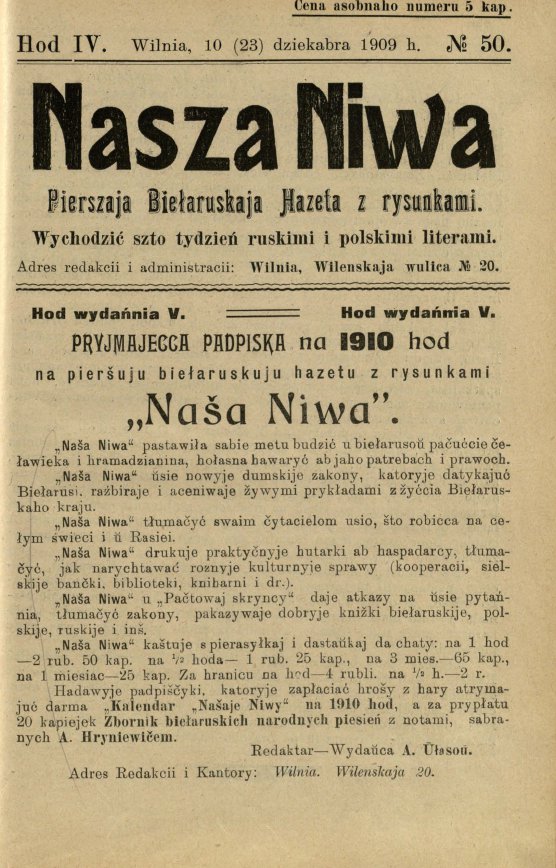 Cena asobnaho numeru 5 kap.
Hod IV. Wilnia, 10 (23) dziekabra 1909 h. № 50.
Nasza Niwa
Pierszaja Biełaruskaja Hazeta z rysunkami.
Wychodzić szto tydzień ruskimi i polskimi literami.
Adres redakcii i administracii: Wilnia, Wilenskaja wulica № 20.
Hod wydańnia V. Hod wydańnia V.
PRYJMAJECCA PADPISKA na 1910 hod
na pieršuju biełaruskuju hazetu z rysunkami
„Naša Niwa”.
„Naša Niwa“ pastawiła sabie metu budzić u biełarusoŭ pačućcie če-
ławieka i hramadzianina, hołasna hawaryć ab jaho patrebach i prawoch.
„Naša Niwa“ ŭsie nowyje dumskije zakony, katoryje datykajuć
Biełarusi, raźbiraje i aceniwaje żywymi prykładami z žyćcia Biełarus-
kaho kraju.
„Naša Niwa“ tłumačyć swaim čytacielom usio, što robicca na ce-
łym świeci i ŭ Rasiei.
„Naša Niwa“ drukuje praktyčnyje hutarki ab haspadarcy, tłuma-
čyć, jak narychtawać roznyje kulturnyje sprawy (kooperacii, siel-
skije bančki, biblioteki, kniharni i dr.).
„Naša Niwa“ u „Pačtowaj skryncy“ daje atkazy na ŭsie pytań-
nia, tłumačyć zakony, pakazywaje dobryje kniżki biełaruskije, pol-
skije, ruskije i inš.
„Naša Niwa“ kaštuje s pierasyłkaj i dastaŭkaj da chaty: na 1 hod
—2 rub. 50 kap. na ½ hoda— 1 rub. 25 kap., na 3 mies.—65 kap.,
na 1 miesiac—25 kap. Za hranicu na hod—4 rubli. na ½ h.—2 r.
Hadawyje padpiščyki, katoryje zapłaciać hrošy z hary atryma-
juć darma „Kalendar „Našaje Niwy“ na 1910 hod, a za prypłatu
20 kapiejek Zbornik biełaruskich narodnych piesień z notami, sabra-
nych A. Hryniewičem.
Redaktar—Wydaŭca A. Ŭłasoŭ.
Adres Redakcii i Kantory: Wilnia. Wilenskaja 20.